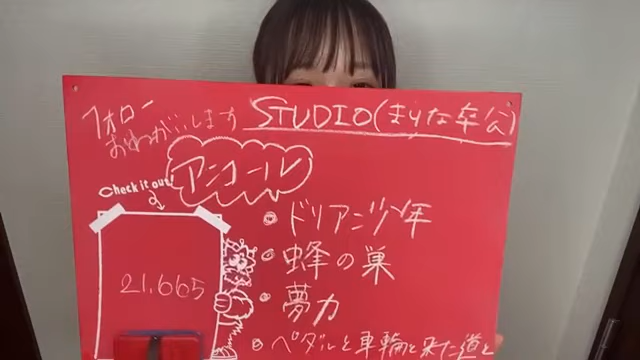 フォロー
おねがいします
STUDIO(まりな卒公)
アンコール
Check it out!
21.665
ドリアン少年
蜂の巣
夢力
ペダルと車輪と来た道と